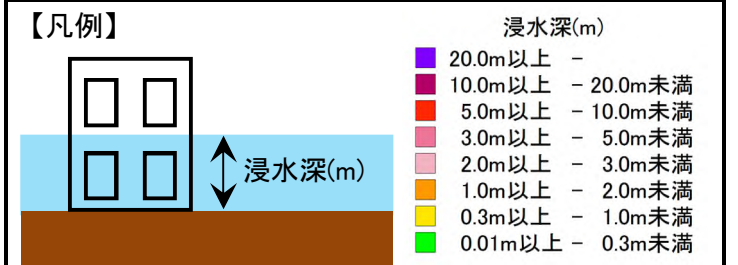 【凡例】
浸水深(m)
浸水深(m)
20.0m以上 -
10.0m以上 - 20.0m未満
5.0m以上 - 10.0m未満
3.0m以上 - 5.0m未満
2.0m以上 - 3.0m未満
1.0m以上 - 2.0m未満
0.3m以上 - 1.0m未満
0.01m以上 - 0.3m未満